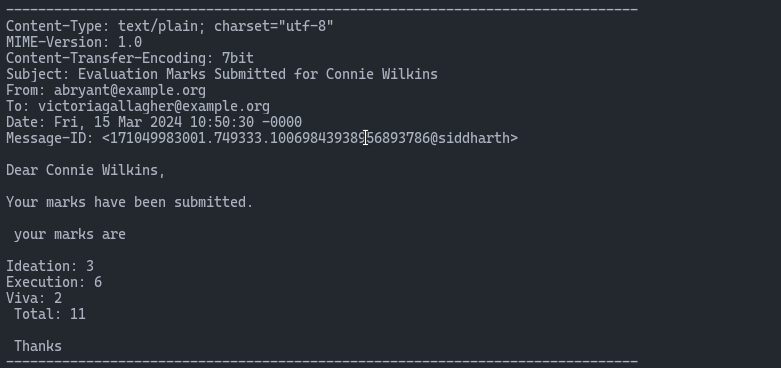 -------------------------------------------------------------------------------
Content-Type: text/plain; charset="utf-8"
MIME-Version: 1.0
Content-Transfer-Encoding: 7bit
Subject: Evaluation Marks Submitted for Connie Wilkins
From: abryant@example.org
To: victoriagallagher@example.org
Date: Fri, 15 Mar 2024 10:50:30 -0000
Message-ID: <171049983001.749333.10069843938956893786@siddharth>
Dear Connie Wilkins,
Your marks have been submitted.
your marks are
Ideation: 3
Execution: 6
Viva: 2
Total: 11
Thanks
-------------------------------------------------------------------------------